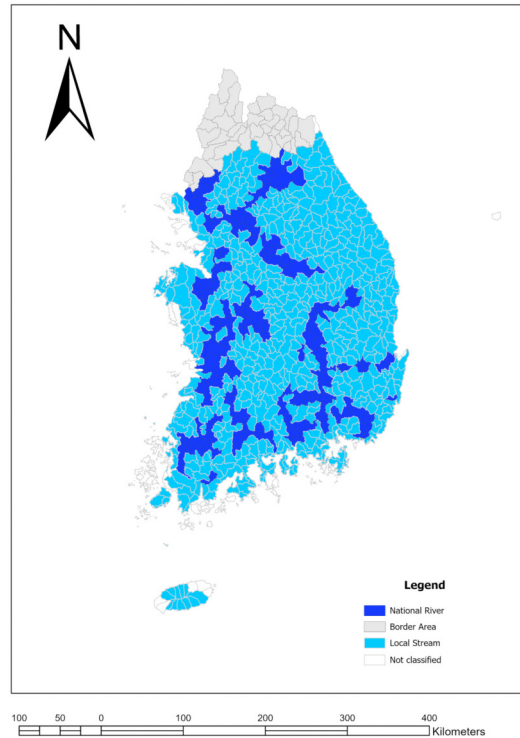 N
Legend
National River
Border Area
Local Stream
Not classified
100 50 0 100 200 300 400
Kilometers